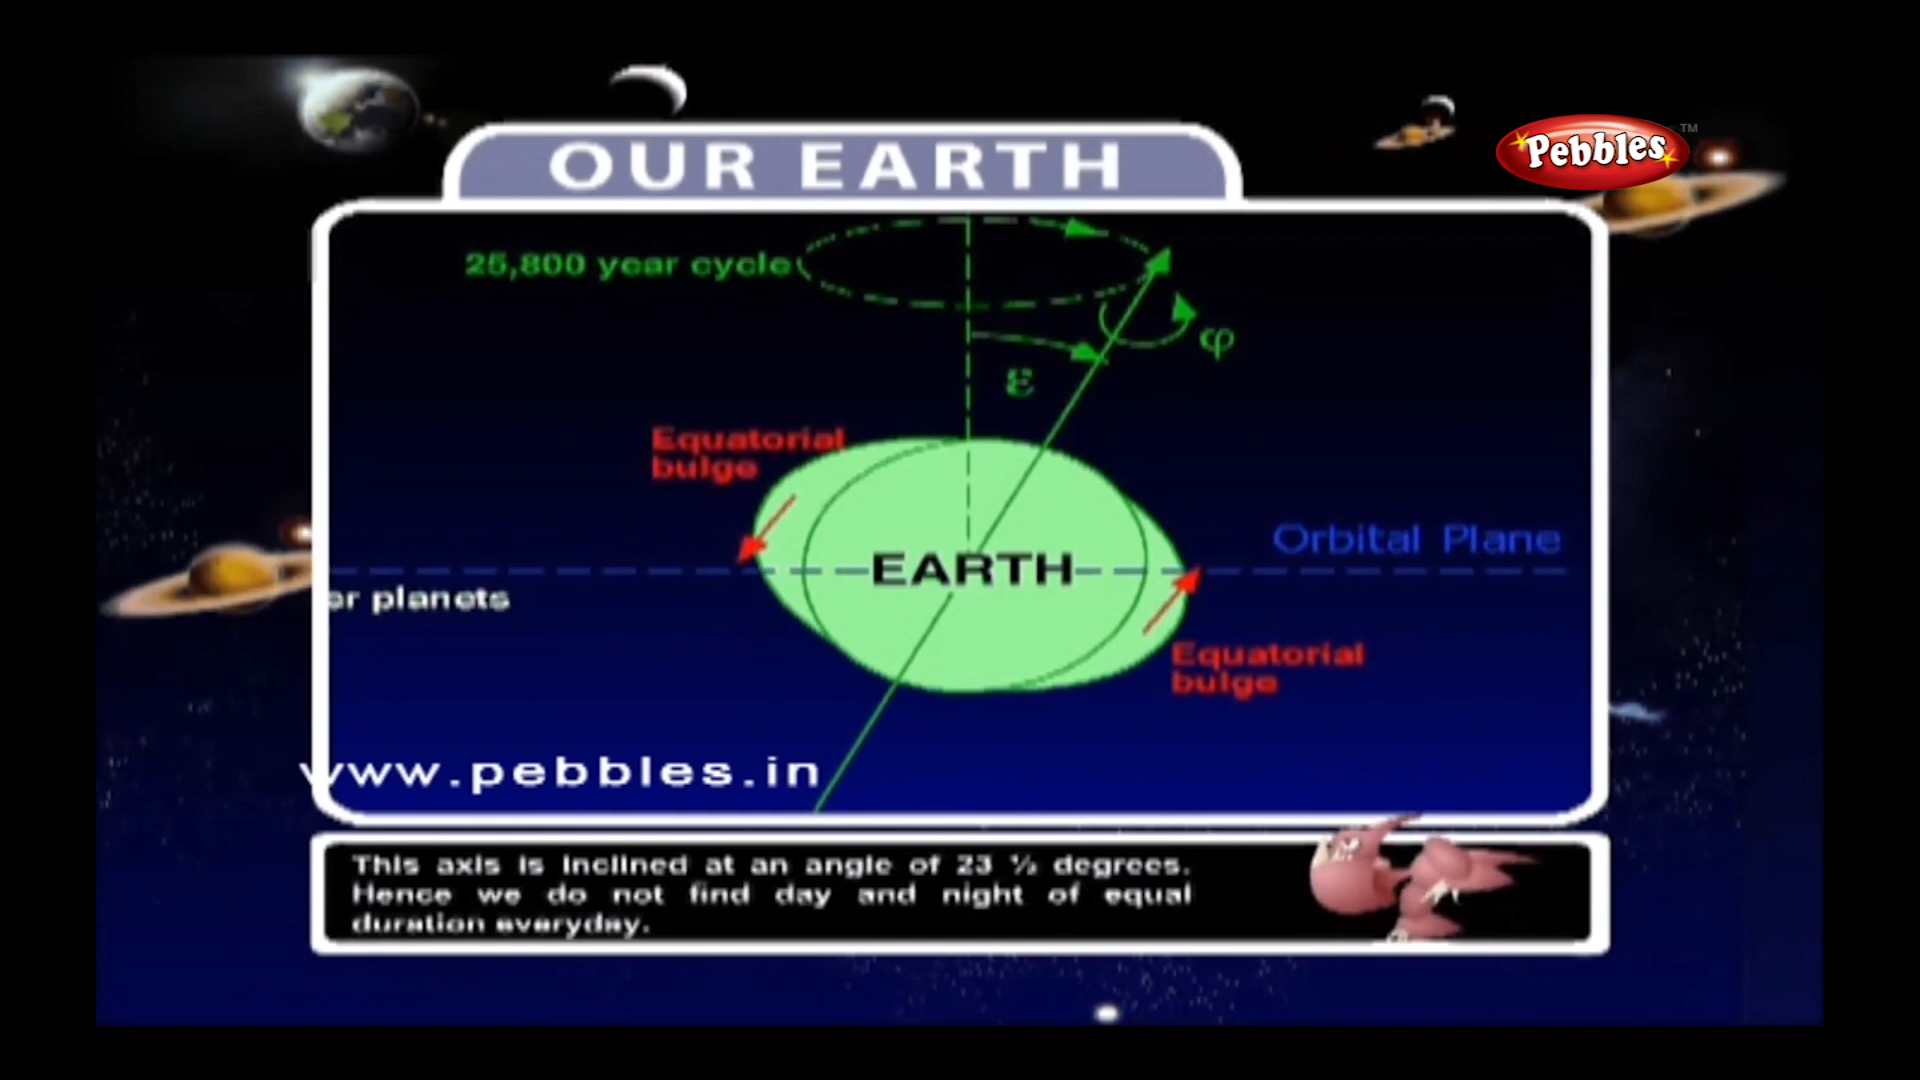 Pebbles™
OUR EARTH
25,800 year cycle
φ
ε
Equatorial
bulge
Orbital Plane
EARTH
er planets
Equatorial
bulge
www.pebbles.in
This axis is inclined at an angle of 23 ½ degrees.
Hence we do not find day and night of equal
duration everyday.